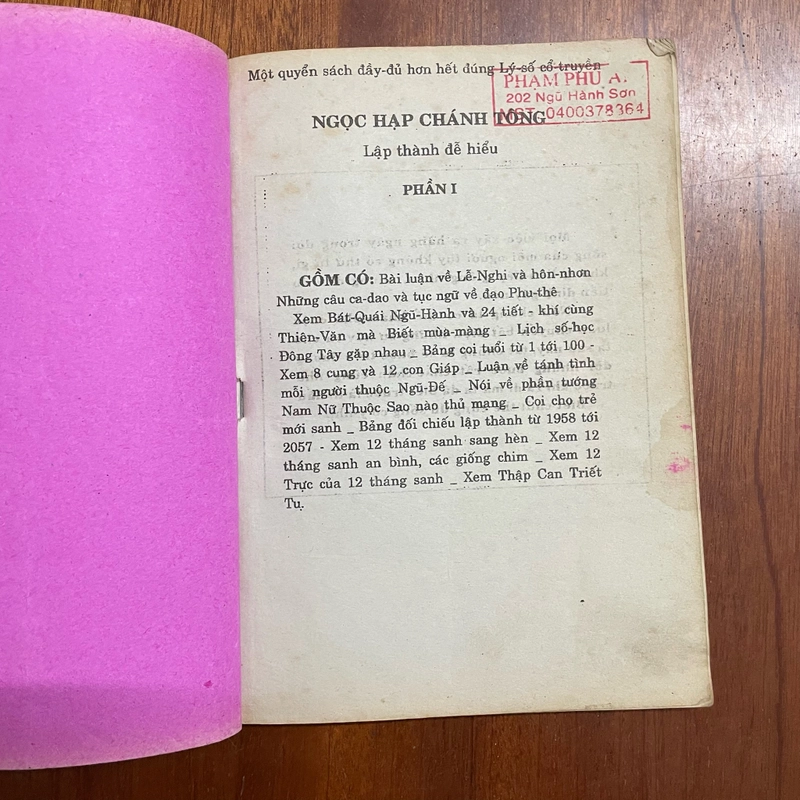 Một quyển sách đầy-đủ hơn hết đúng Lý-số cổ-truyền
PHẠM PHÚ A.
202 Ngũ Hành Sơn
MST: 0400378364
NGỌC HẠP CHÁNH TÔNG
Lập thành đễ hiểu
PHẦN I
GỒM CÓ: Bài luận về Lễ-Nghi và hôn-nhơn
Những câu ca-dao và tục ngữ về đạo Phu-thê
Xem Bát-Quái Ngũ-Hành và 24 tiết - khí cùng
Thiên-Văn mà Biết mùa-màng _ Lịch số-học
Đông Tây gặp nhau _ Bảng coi tuổi từ 1 tới 100 -
Xem 8 cung và 12 con Giáp _ Luận về tánh tình
mỗi người thuộc Ngũ-Đế _ Nói về phần tướng
Nam Nữ Thuộc Sao nào thủ mạng _ Coi cho trẻ
mới sanh _ Bảng đối chiếu lập thành từ 1958 tới
2057 - Xem 12 tháng sanh sang hèn _ Xem 12
tháng sanh an bình, các giống chim _ Xem 12
Trực của 12 tháng sanh _ Xem Thập Can Triết
Tụ.